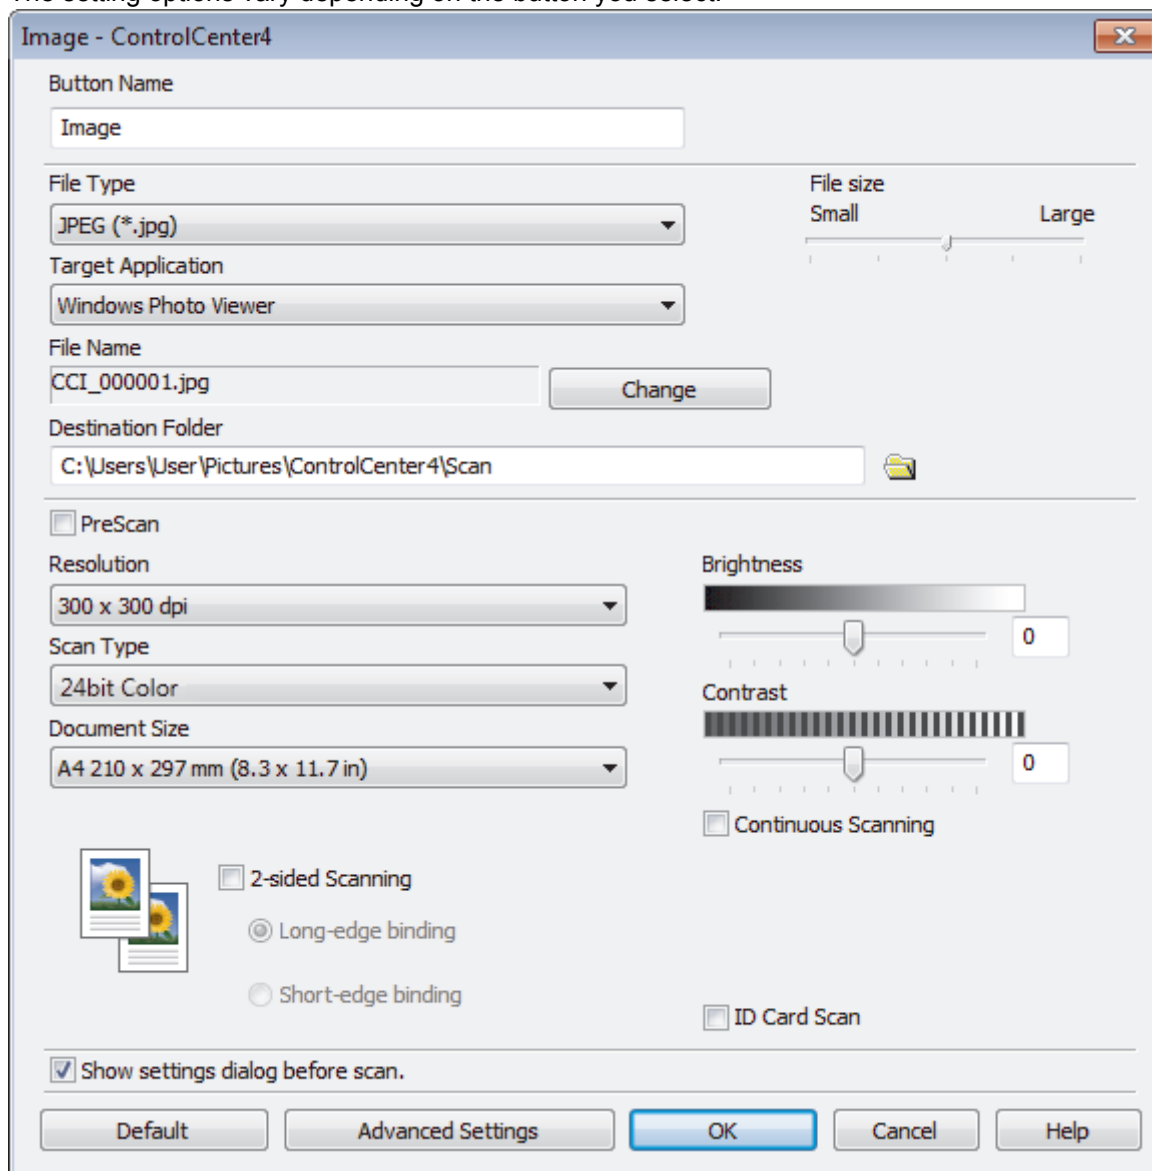 The setting options vary depending on the button you select.
Image - ControlCenter4
Button Name
Image
File Type
File size
JPEG (*.jpg)
Small Large
Target Application
Windows Photo Viewer
File Name
CCI_000001.jpg
Change
Destination Folder
C:\Users\User\Pictures\ControlCenter4\Scan
PreScan
Resolution
Brightness
300 x 300 dpi
0
Scan Type
24bit Color
Contrast
Document Size
A4 210 x 297 mm (8.3 x 11.7 in)
0
Continuous Scanning
2-sided Scanning
Long-edge binding
Short-edge binding
ID Card Scan
Show settings dialog before scan.
Default Advanced Settings OK Cancel Help